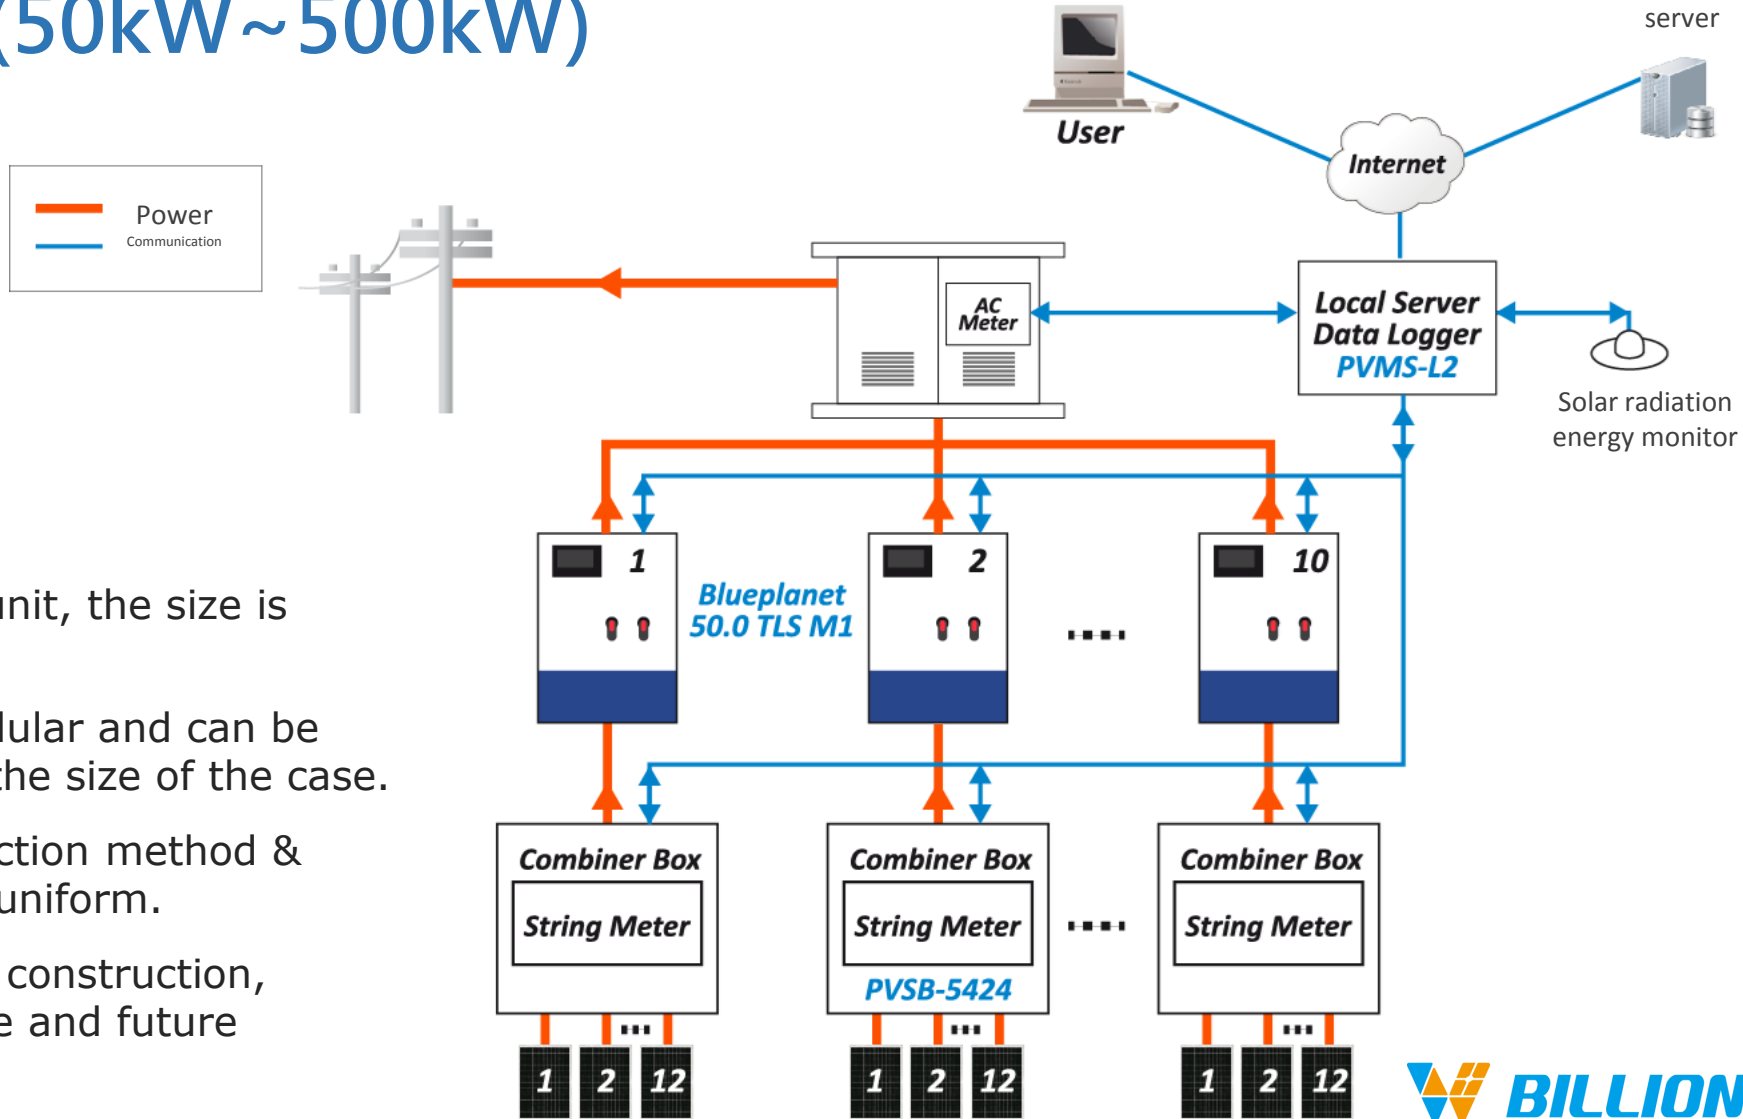 (50kW~500kW)
server
User
Internet
Power
Communication
AC
Meter
Local Server
Data Logger
PVMS-L2
Solar radiation
energy monitor
1
2
10
Blueplanet
50.0 TLS M1
unit, the size is
dular and can be
the size of the case.
ction method &
uniform.
construction,
e and future
Combiner Box
String Meter
Combiner Box
String Meter
PVSB-5424
Combiner Box
String Meter
1 2 12
1 2 12
1 2 12
BILLION